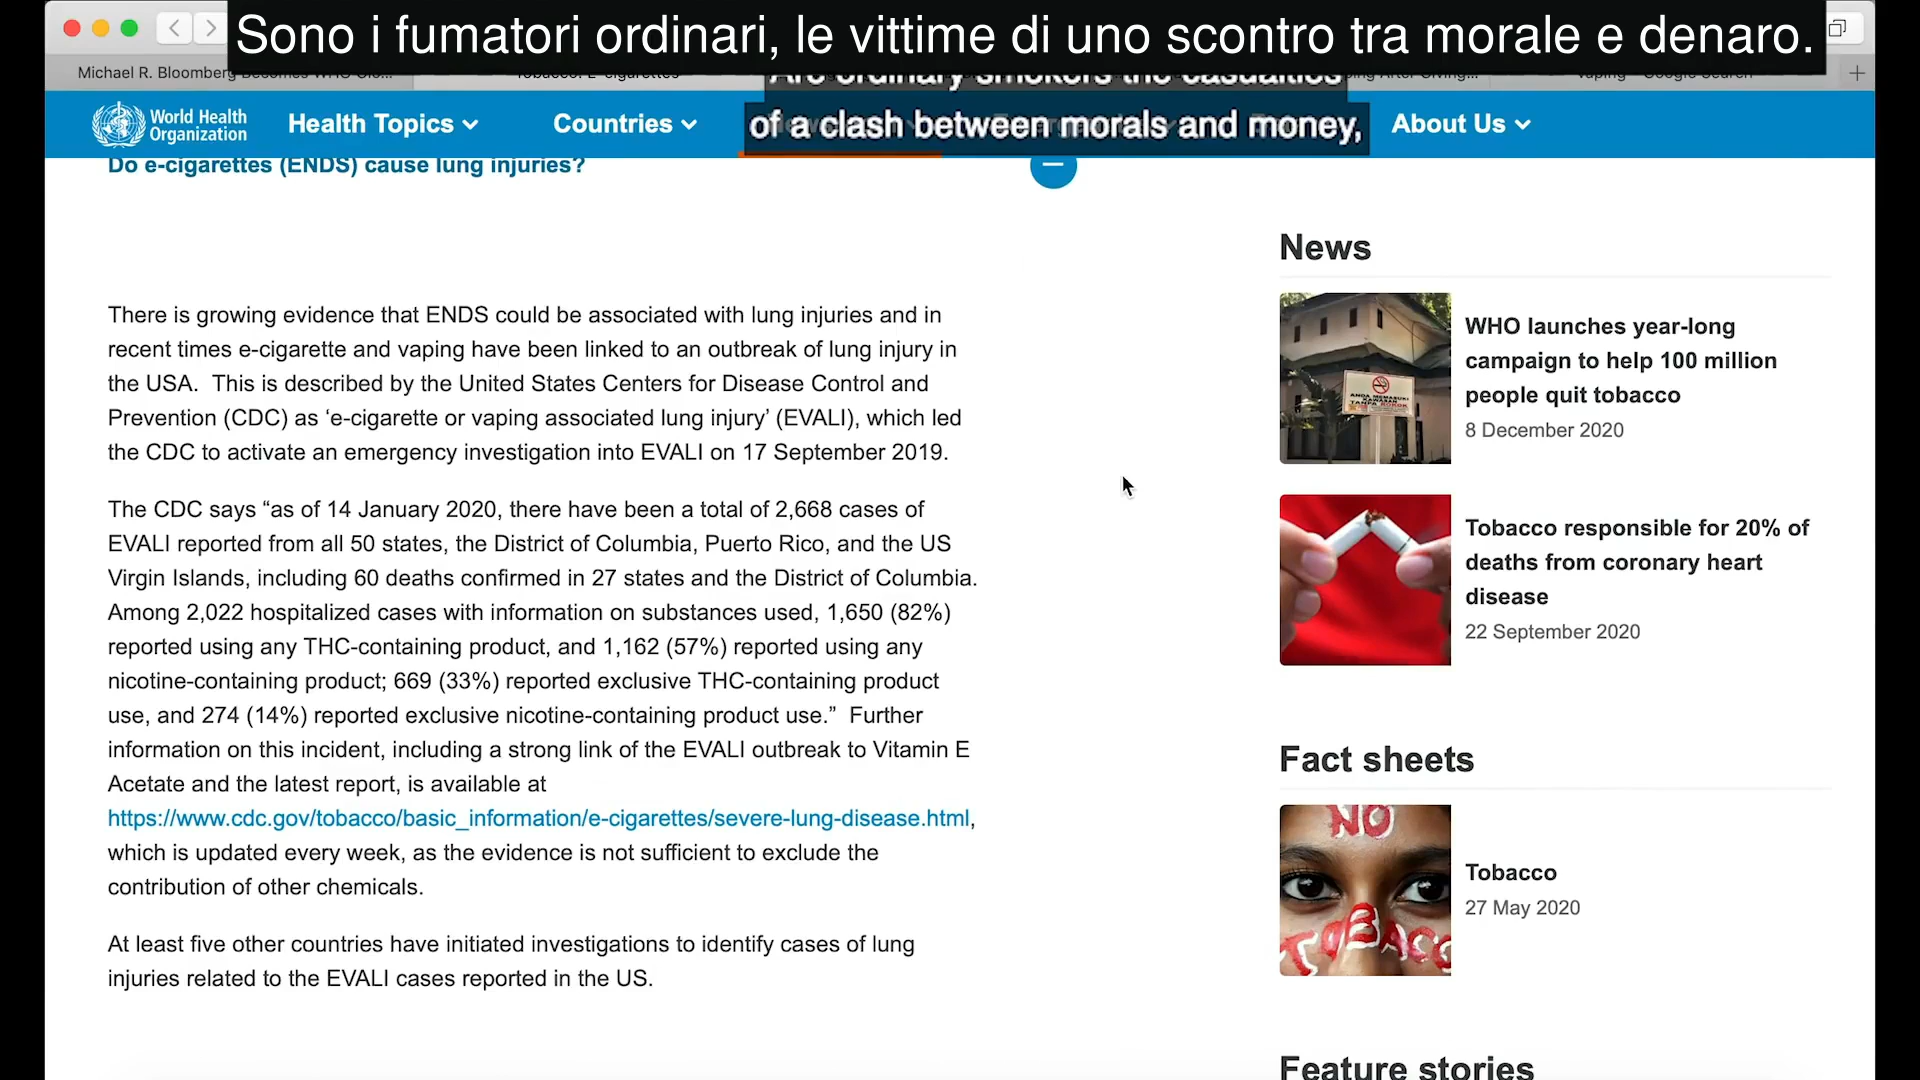 Sono i fumatori ordinari, le vittime di uno scontro tra morale e denaro.
Michael R. Bloomberg Becomes WHO Glo...
Are ordinary smokers the casualties
of a clash between morals and money,
World Health
Organization
Health Topics
Countries
About Us
Do e-cigarettes (ENDS) cause lung injuries?
There is growing evidence that ENDS could be associated with lung injuries and in
recent times e-cigarette and vaping have been linked to an outbreak of lung injury in
the USA.  This is described by the United States Centers for Disease Control and
Prevention (CDC) as ‘e-cigarette or vaping associated lung injury’ (EVALI), which led
the CDC to activate an emergency investigation into EVALI on 17 September 2019.
The CDC says “as of 14 January 2020, there have been a total of 2,668 cases of
EVALI reported from all 50 states, the District of Columbia, Puerto Rico, and the US
Virgin Islands, including 60 deaths confirmed in 27 states and the District of Columbia.
Among 2,022 hospitalized cases with information on substances used, 1,650 (82%)
reported using any THC-containing product, and 1,162 (57%) reported using any
nicotine-containing product; 669 (33%) reported exclusive THC-containing product
use, and 274 (14%) reported exclusive nicotine-containing product use.”  Further
information on this incident, including a strong link of the EVALI outbreak to Vitamin E
Acetate and the latest report, is available at
https://www.cdc.gov/tobacco/basic_information/e-cigarettes/severe-lung-disease.html,
which is updated every week, as the evidence is not sufficient to exclude the
contribution of other chemicals.
At least five other countries have initiated investigations to identify cases of lung
injuries related to the EVALI cases reported in the US.
News
WHO launches year-long
campaign to help 100 million
people quit tobacco
8 December 2020
ANDA MEMASUKI
KAWASAN
TANPA ROKOK
Tobacco responsible for 20% of
deaths from coronary heart
disease
22 September 2020
Fact sheets
NO
TOBACC
Tobacco
27 May 2020
Feature stories